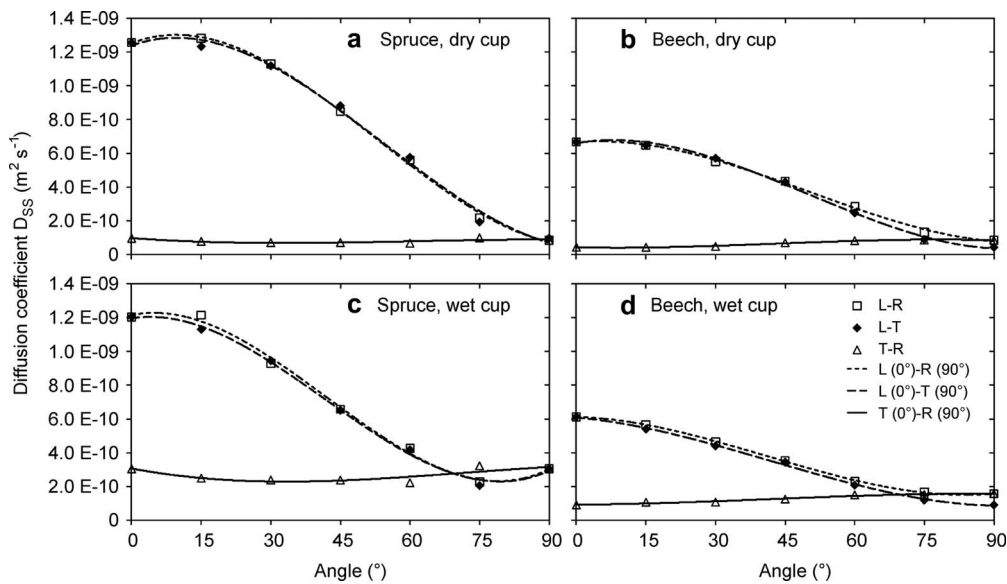 1.4 E-09
1.2 E-09
1.0 E-09
8.0 E-10
6.0 E-10
4.0 E-10
2.0 E-10
0
a Spruce, dry cup
b Beech, dry cup
1.4 E-09
1.2 E-09
1.0 E-09
8.0 E-10
6.0 E-10
4.0 E-10
2.0 E-10
0
c Spruce, wet cup
d Beech, wet cup
L-R
L-T
T-R
L (0°)-R (90°)
L (0°)-T (90°)
T (0°)-R (90°)
Diffusion coefficient DSS (m2 s-1)
0 15 30 45 60 75 90
0 15 30 45 60 75 90
Angle (°)
Angle (°)